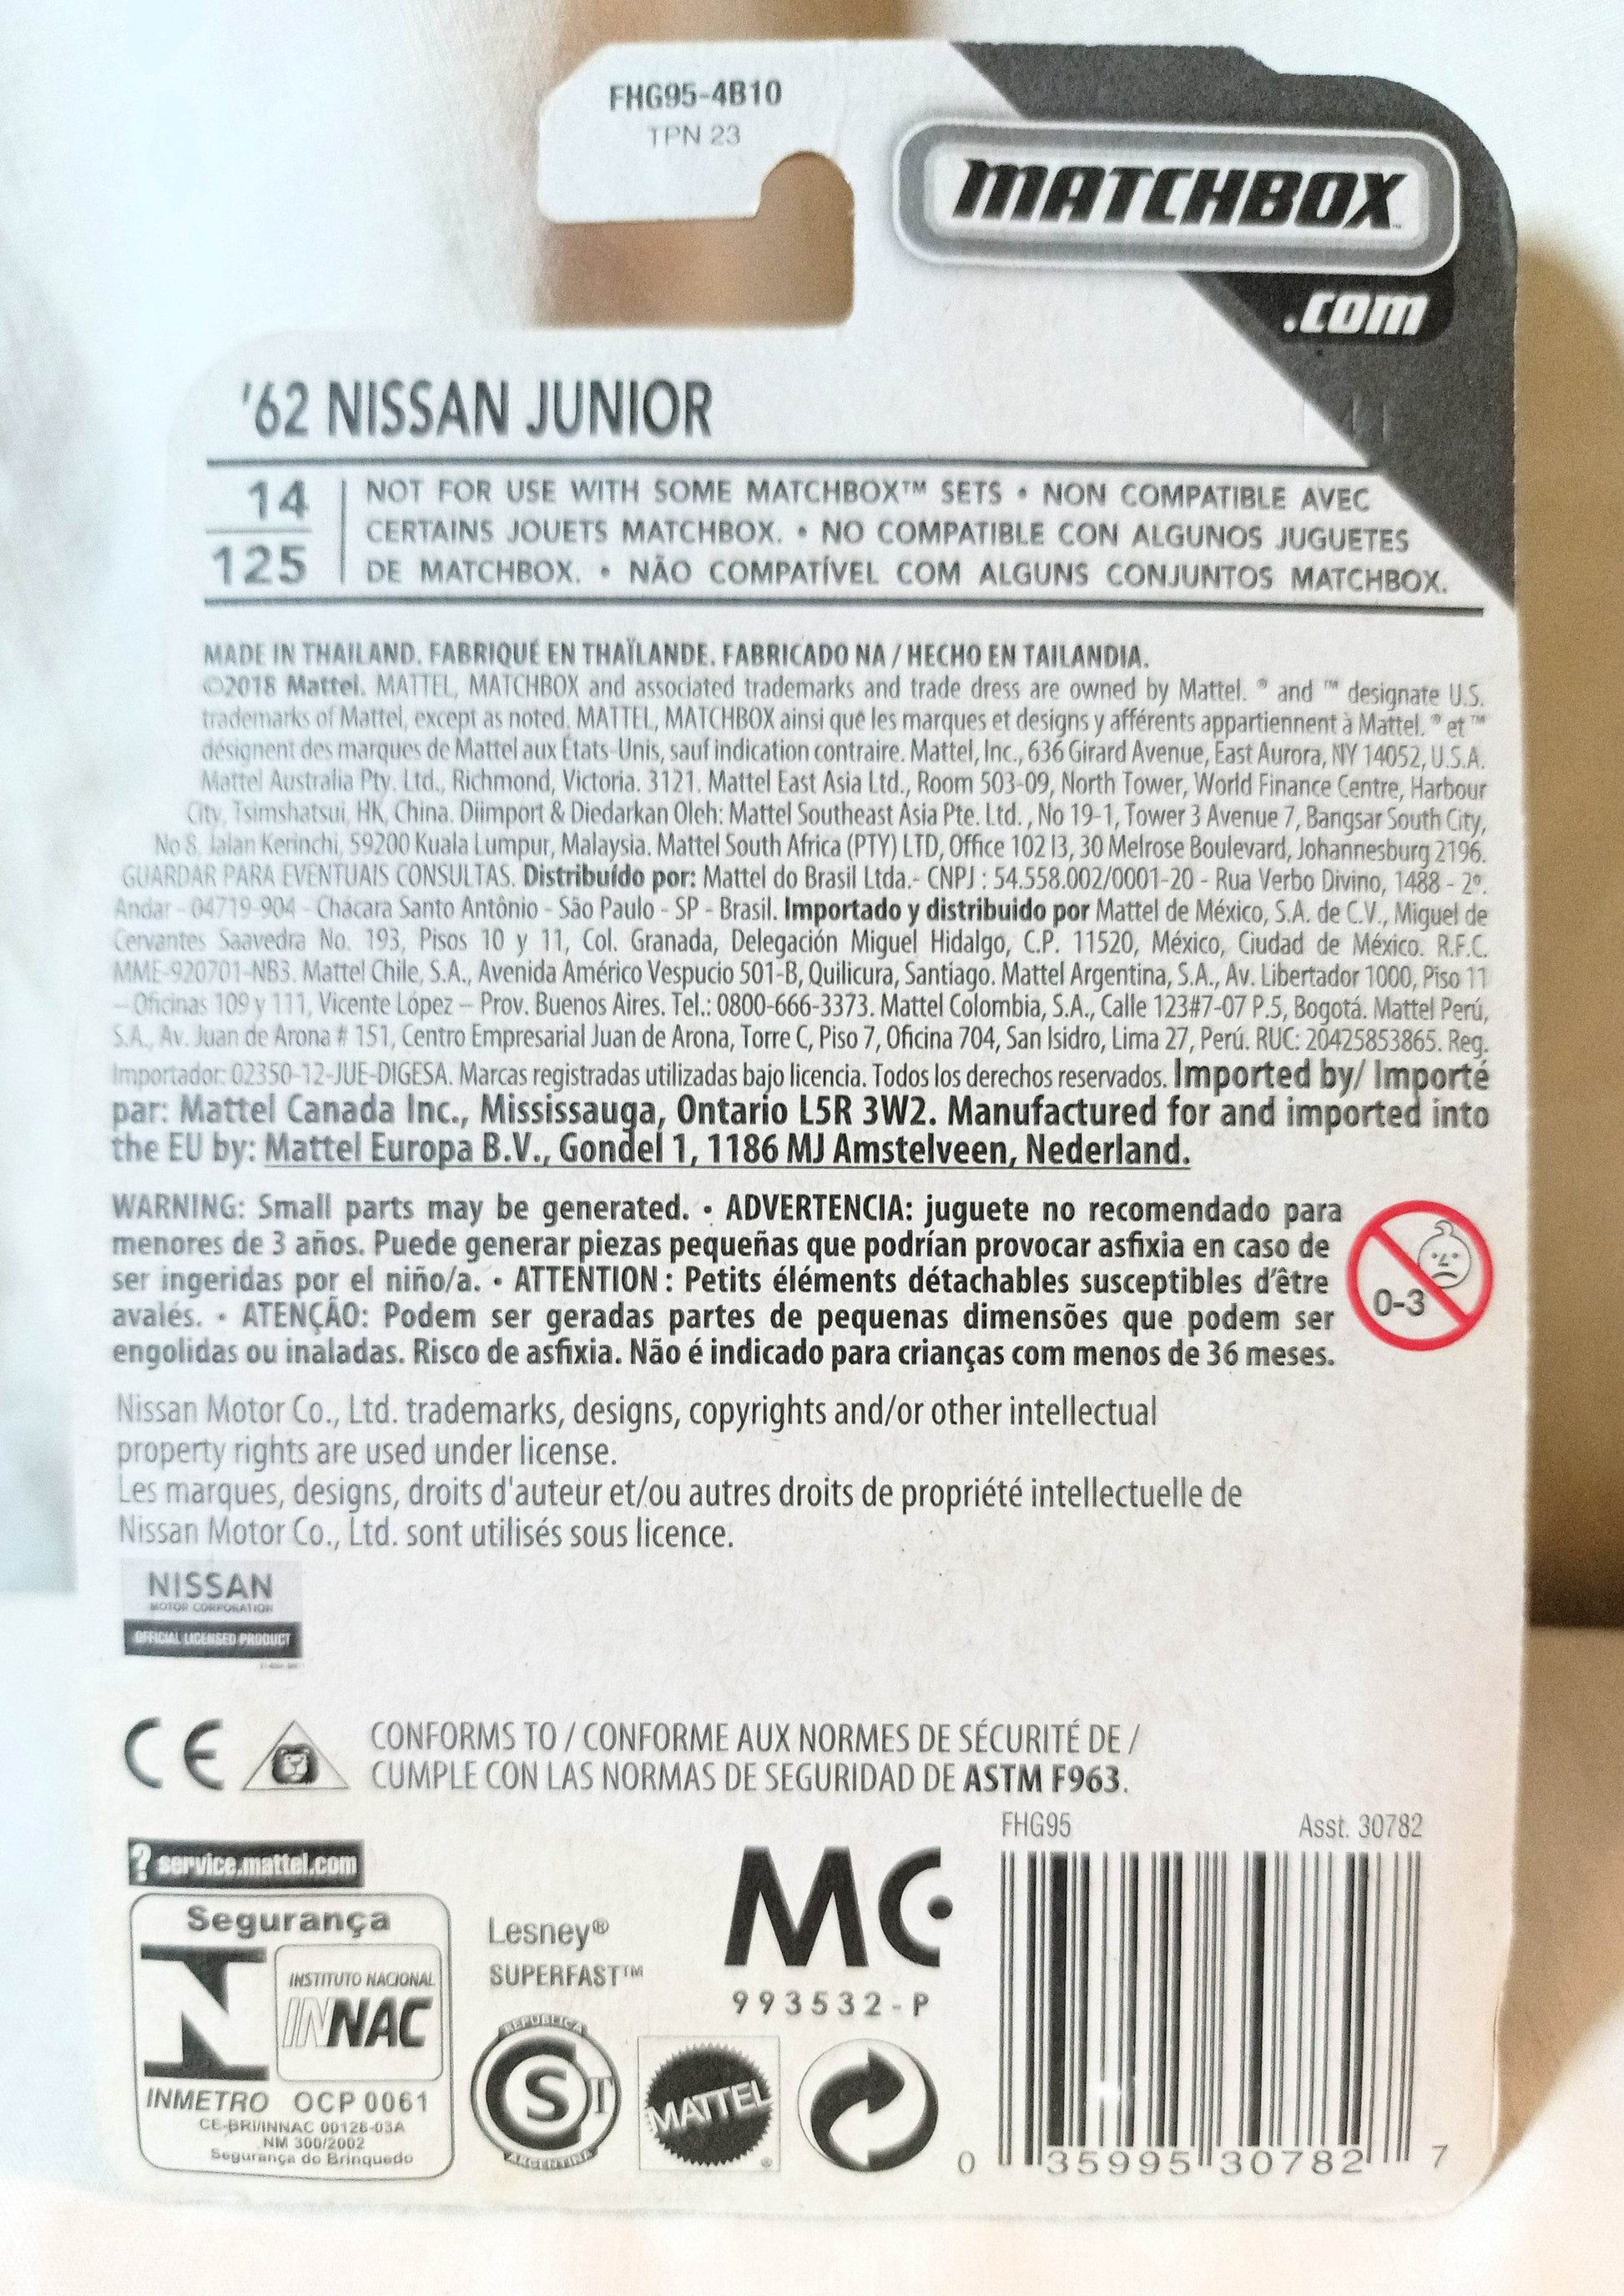 FHG95-4B10
TPN 23
MATCHBOX™
.com
'62 NISSAN JUNIOR
14
125
NOT FOR USE WITH SOME MATCHBOX™ SETS • NON COMPATIBLE AVEC
CERTAINS JOUETS MATCHBOX. • NO COMPATIBLE CON ALGUNOS JUGUETES
DE MATCHBOX. • NÃO COMPATÍVEL COM ALGUNS CONJUNTOS MATCHBOX.
MADE IN THAILAND. FABRIQUÉ EN THAÏLANDE. FABRICADO NA / HECHO EN TAILANDIA.
©2018 Mattel. MATTEL, MATCHBOX and associated trademarks and trade dress are owned by Mattel. ® and ™ designate U.S.
trademarks of Mattel, except as noted. MATTEL, MATCHBOX ainsi que les marques et designs y afférents appartiennent à Mattel. ® et ™
désignent des marques de Mattel aux États-Unis, sauf indication contraire. Mattel, Inc., 636 Girard Avenue, East Aurora, NY 14052, U.S.A.
Mattel Australia Pty. Ltd., Richmond, Victoria. 3121. Mattel East Asia Ltd., Room 503-09, North Tower, World Finance Centre, Harbour
City, Tsimshatsui, HK, China. Diimport & Diedarkan Oleh: Mattel Southeast Asia Pte. Ltd., No 19-1, Tower 3 Avenue 7, Bangsar South City,
No 8, Jalan Kerinchi, 59200 Kuala Lumpur, Malaysia. Mattel South Africa (PTY) LTD, Office 102 I3, 30 Melrose Boulevard, Johannesburg 2196.
GUARDAR PARA EVENTUAIS CONSULTAS. Distribuído por: Mattel do Brasil Ltda.- CNPJ : 54.558.002/0001-20 - Rua Verbo Divino, 1488 - 2º.
Andar - 04719-904 - Chácara Santo Antônio - São Paulo - SP - Brasil. Importado y distribuido por Mattel de México, S.A. de C.V., Miguel de
Cervantes Saavedra No. 193, Pisos 10 y 11, Col. Granada, Delegación Miguel Hidalgo, C.P. 11520, México, Ciudad de México. R.F.C.
MME-920701-NB3. Mattel Chile, S.A., Avenida Américo Vespucio 501-B, Quilicura, Santiago. Mattel Argentina, S.A., Av. Libertador 1000, Piso 11
– Oficinas 109 y 111, Vicente López – Prov. Buenos Aires. Tel.: 0800-666-3373. Mattel Colombia, S.A., Calle 123#7-07 P.5, Bogotá. Mattel Perú,
S.A., Av. Juan de Arona # 151, Centro Empresarial Juan de Arona, Torre C, Piso 7, Oficina 704, San Isidro, Lima 27, Perú. RUC: 20425853865. Reg.
Importador: 02350-12-JUE-DIGESA. Marcas registradas utilizadas bajo licencia. Todos los derechos reservados. Imported by/ Importé
par: Mattel Canada Inc., Mississauga, Ontario L5R 3W2. Manufactured for and imported into
the EU by: Mattel Europa B.V., Gondel 1, 1186 MJ Amstelveen, Nederland.
WARNING: Small parts may be generated. • ADVERTENCIA: juguete no recomendado para
menores de 3 años. Puede generar piezas pequeñas que podrían provocar asfixia en caso de
ser ingeridas por el niño/a. • ATTENTION : Petits éléments détachables susceptibles d'être
avalés. • ATENÇÃO: Podem ser geradas partes de pequenas dimensões que podem ser
engolidas ou inaladas. Risco de asfixia. Não é indicado para crianças com menos de 36 meses.
0-3
Nissan Motor Co., Ltd. trademarks, designs, copyrights and/or other intellectual
property rights are used under license.
Les marques, designs, droits d'auteur et/ou autres droits de propriété intellectuelle de
Nissan Motor Co., Ltd. sont utilisés sous licence.
NISSAN
MOTOR CORPORATION
OFFICIAL LICENSED PRODUCT
CE
CONFORMS TO / CONFORME AUX NORMES DE SÉCURITÉ DE /
CUMPLE CON LAS NORMAS DE SEGURIDAD DE ASTM F963.
FHG95 Asst. 30782
? service.mattel.com
Segurança
INSTITUTO NACIONAL
INNAC
INMETRO OCP 0061
CE-BRI/INNAC 00128-03A
NM 300/2002
Segurança do Brinquedo
Lesney®
SUPERFAST™
MC
993532-P
REPUBLICA
S T
ARGENTINA
MATTEL
®
0 35995 30782 7